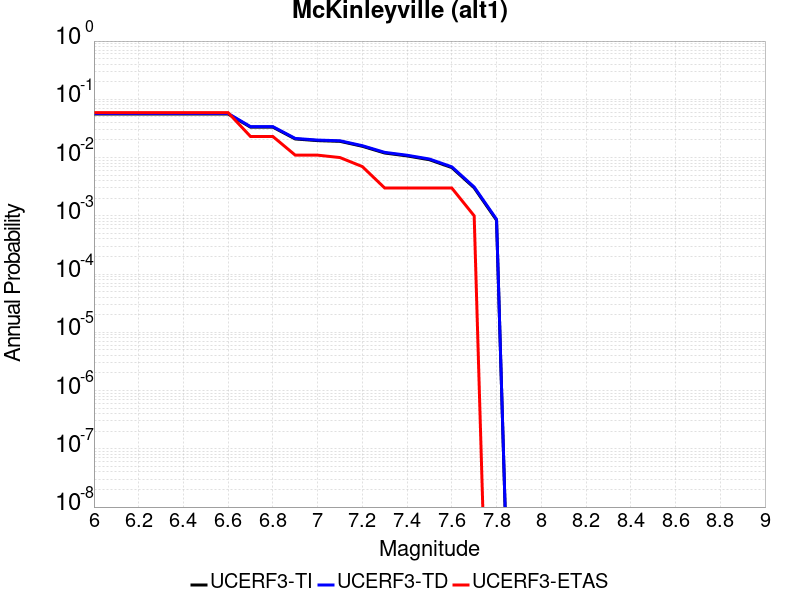 McKinleyville (alt1)
10^0
10^-1
10^-2
10^-3
10^-4
10^-5
10^-6
10^-7
10^-8
Annual Probability
6 6.2 6.4 6.6 6.8 7 7.2 7.4 7.6 7.8 8 8.2 8.4 8.6 8.8 9
Magnitude
UCERF3-TI UCERF3-TD UCERF3-ETAS